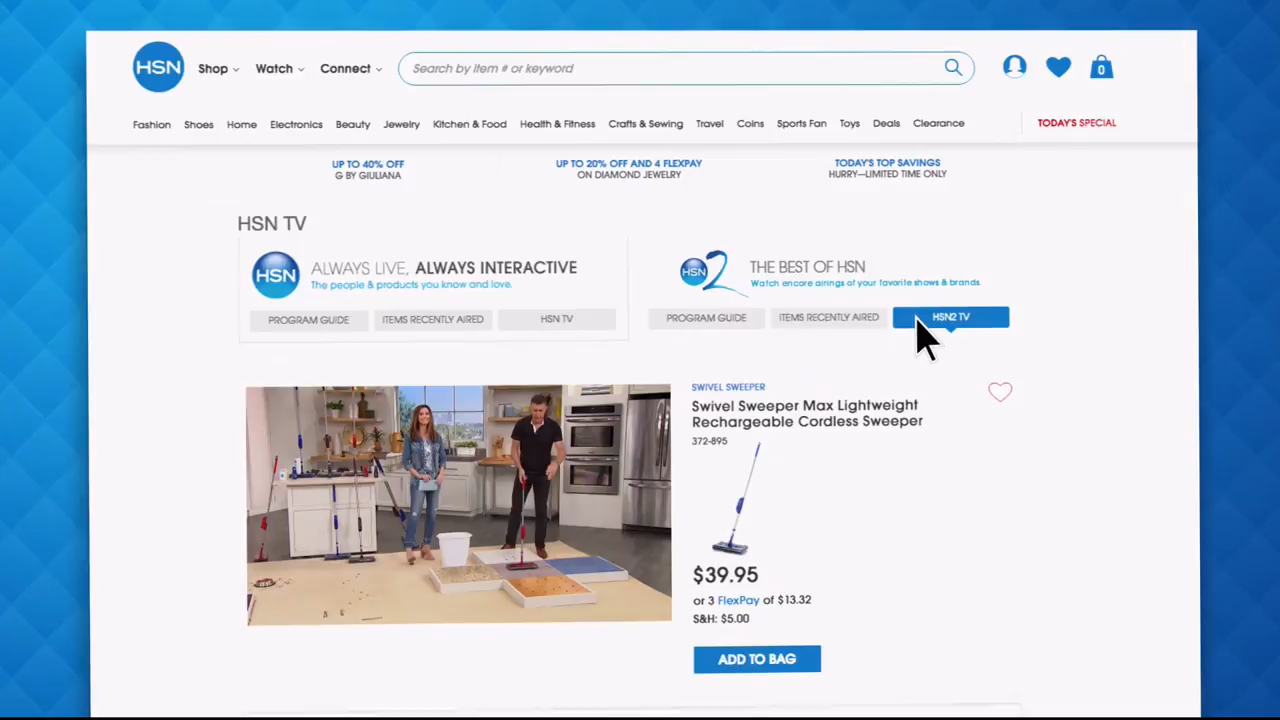 HSN
Shop
Watch
Connect
Search by item # or keyword
0
Fashion
Shoes
Home
Electronics
Beauty
Jewelry
Kitchen & Food
Health & Fitness
Crafts & Sewing
Travel
Coins
Sports Fan
Toys
Deals
Clearance
TODAY'S SPECIAL
UP TO 40% OFF
G BY GIULIANA
UP TO 20% OFF AND 4 FLEXPAY
ON DIAMOND JEWELRY
TODAY'S TOP SAVINGS
HURRY—LIMITED TIME ONLY
HSN TV
HSN
ALWAYS LIVE, ALWAYS INTERACTIVE
The people & products you know and love.
PROGRAM GUIDE
ITEMS RECENTLY AIRED
HSN TV
HSN 2
THE BEST OF HSN
Watch encore airings of your favorite shows & brands.
PROGRAM GUIDE
ITEMS RECENTLY AIRED
HSN2 TV
SWIVEL SWEEPER
Swivel Sweeper Max Lightweight
Rechargeable Cordless Sweeper
372-895
$39.95
or 3 FlexPay of $13.32
S&H: $5.00
ADD TO BAG